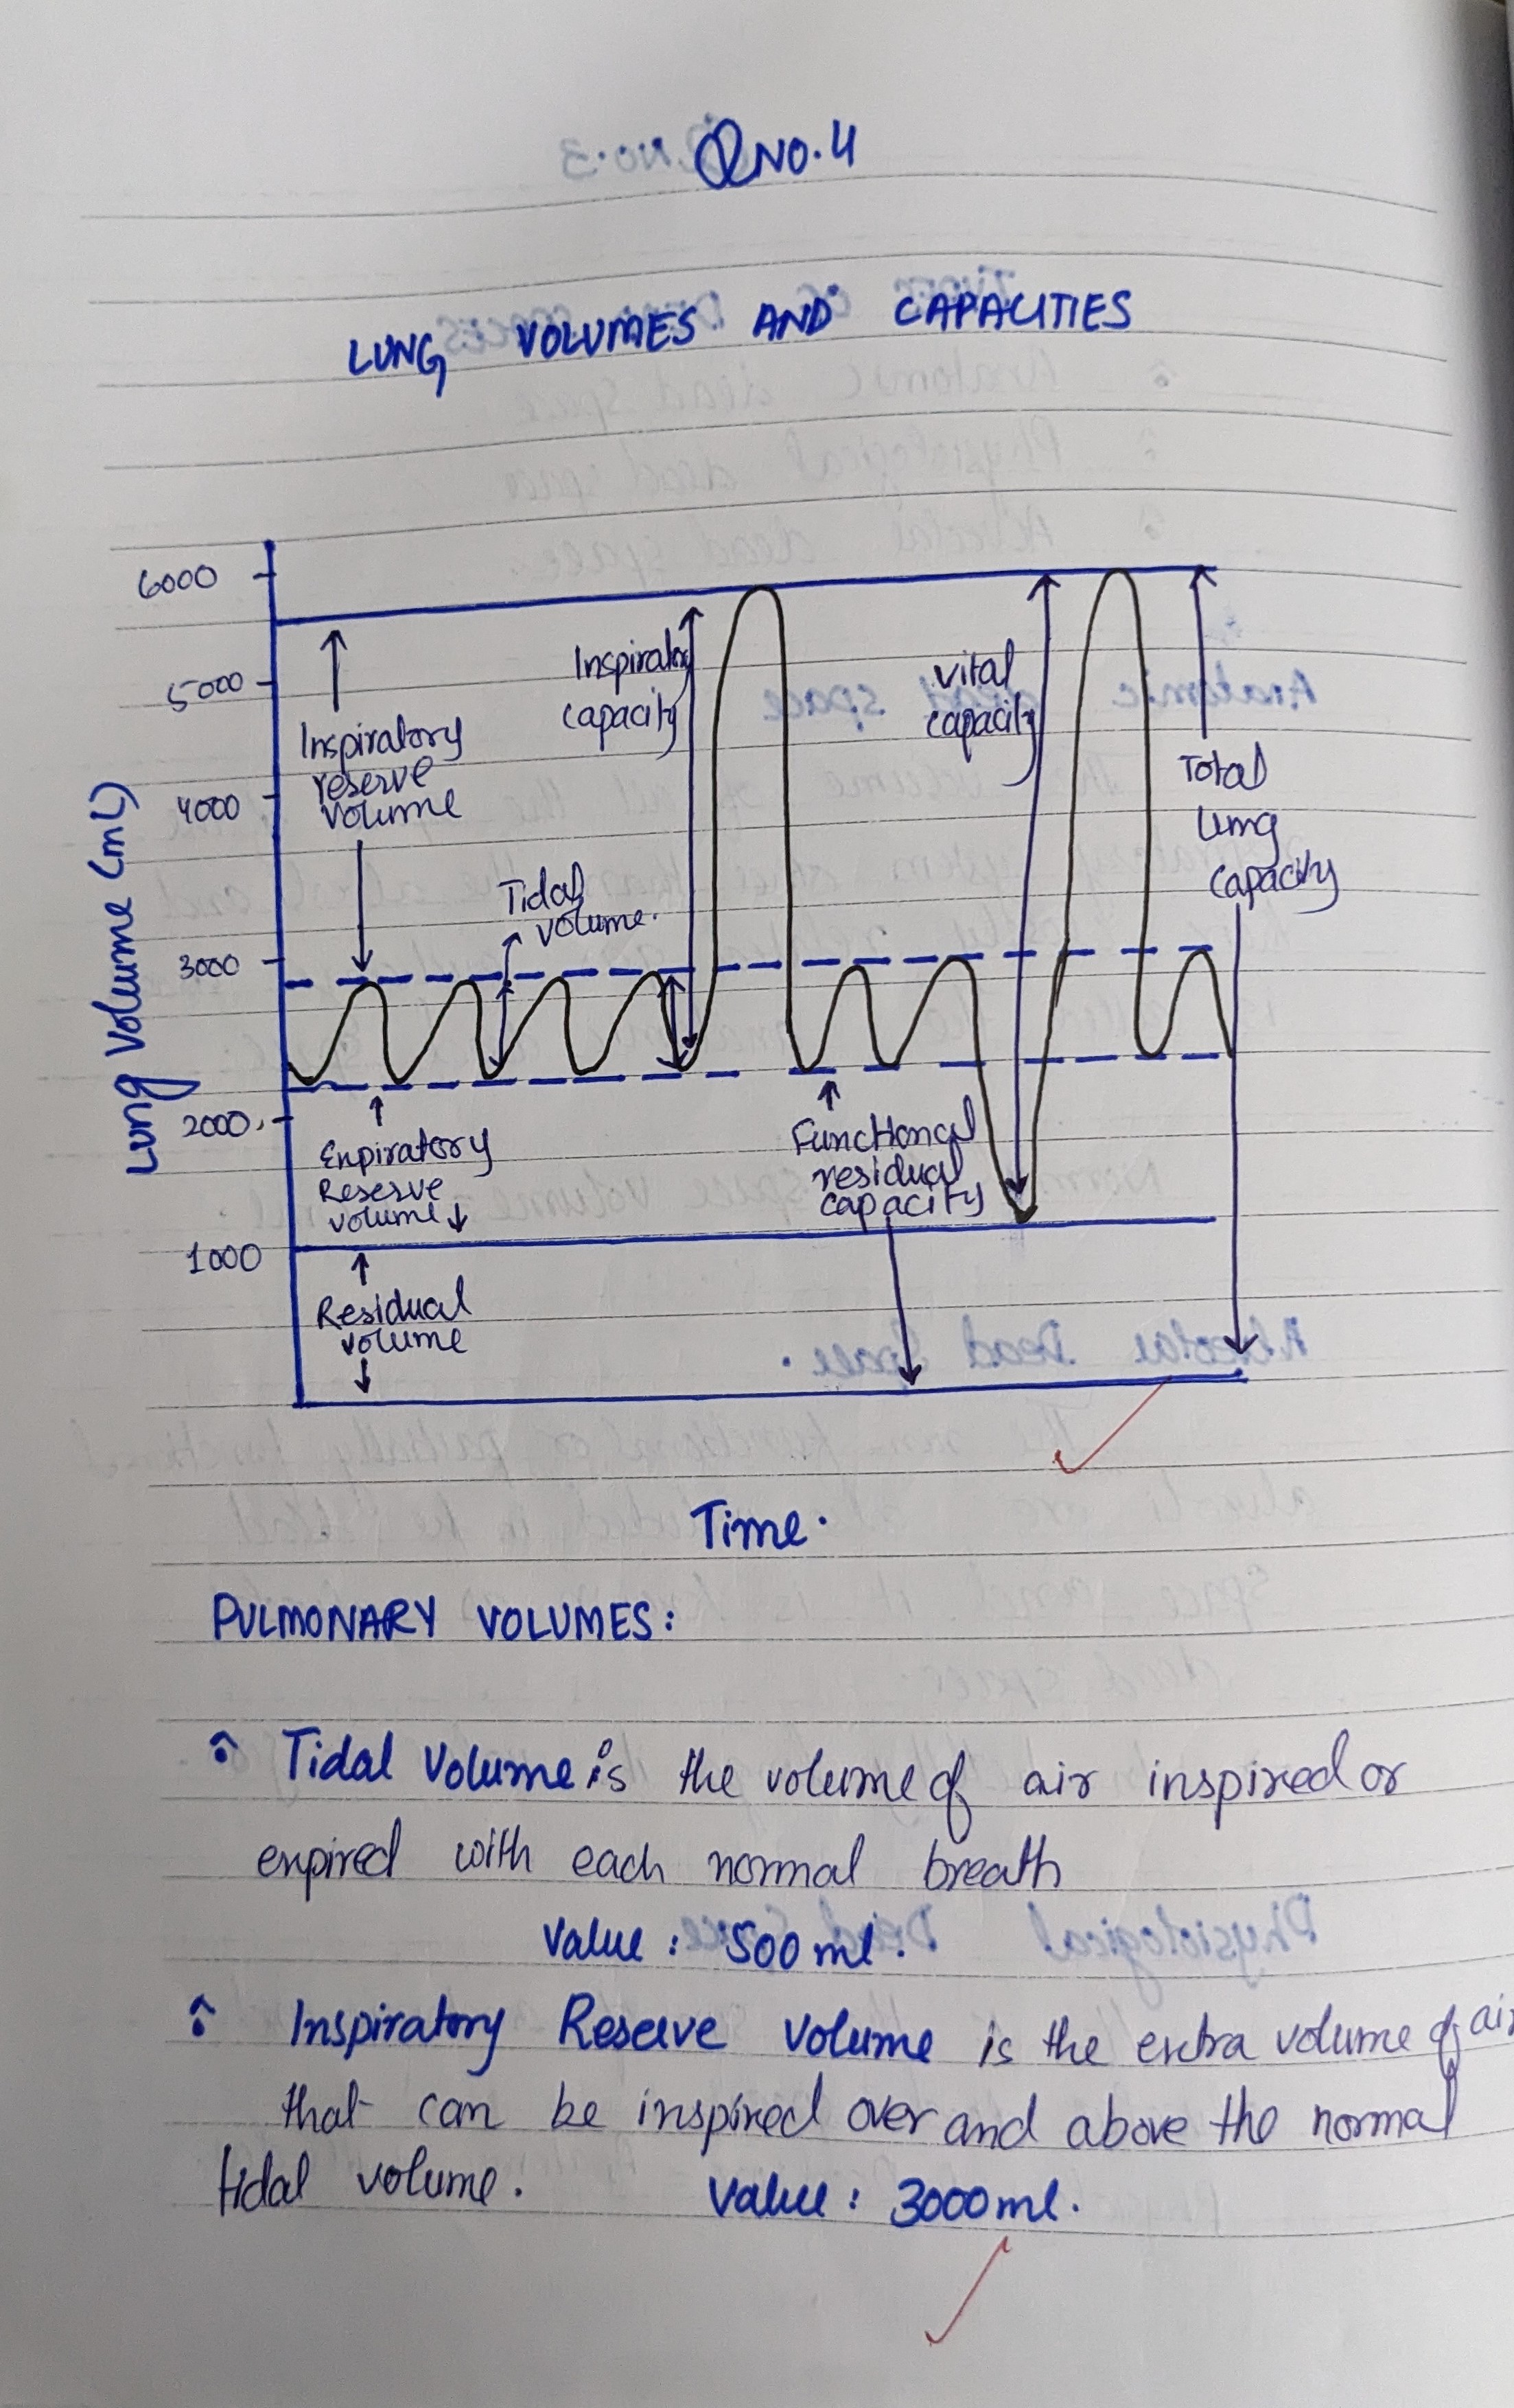 Q NO.4
LUNG VOLUMES AND CAPACITIES
6000
5000
4000
3000
2000
1000
Lung Volume (mL)
Inspiratory
reserve
volume
Tidal
volume.
Inspiratory
capacity
vital
capacity
Total
lung
capacity
Expiratory
Reserve
volume
Functional
residual
capacity
Residual
volume
Time.
PULMONARY VOLUMES:
Tidal Volume is the volume of air inspired or
expired with each normal breath
Value : 500 ml.
Inspiratory Reserve Volume is the extra volume of air
that can be inspired over and above the normal
tidal volume. Value : 3000 ml.